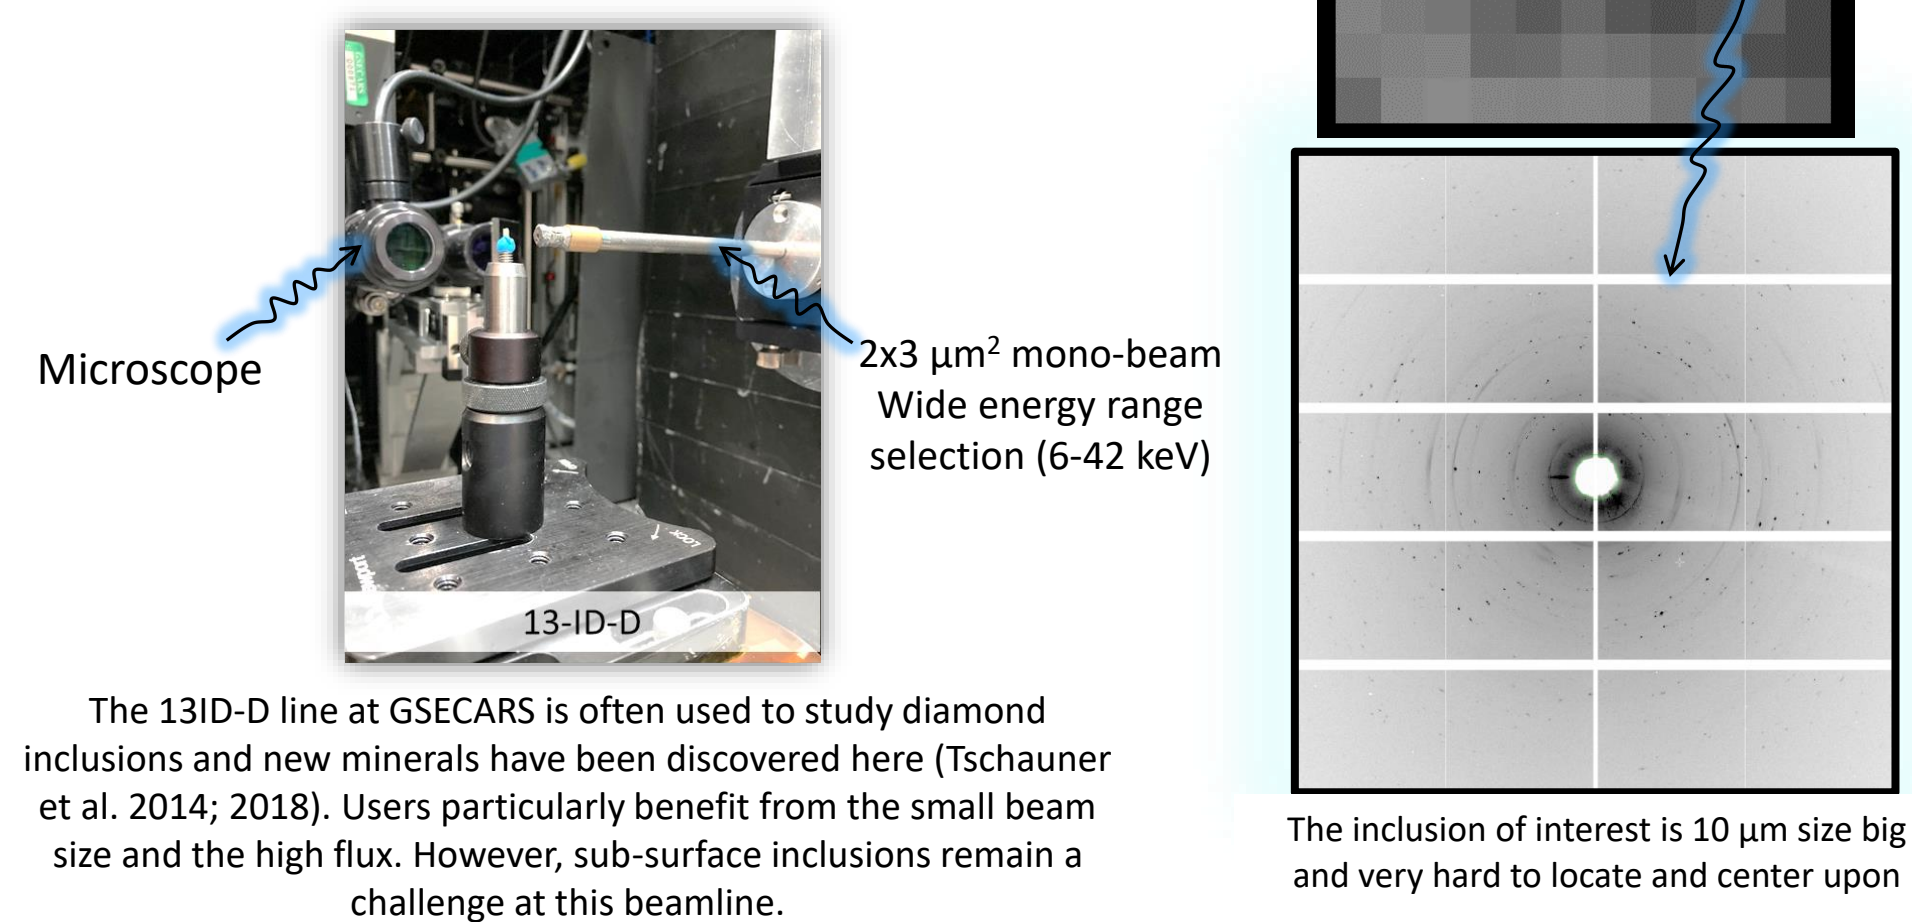 GSECARS
Microscope
2x3 μm² mono-beam
Wide energy range
selection (6-42 keV)
LOCK
Newport
13-ID-D
The 13ID-D line at GSECARS is often used to study diamond
inclusions and new minerals have been discovered here (Tschauner
et al. 2014; 2018). Users particularly benefit from the small beam
size and the high flux. However, sub-surface inclusions remain a
challenge at this beamline.
The inclusion of interest is 10 μm size big
and very hard to locate and center upon